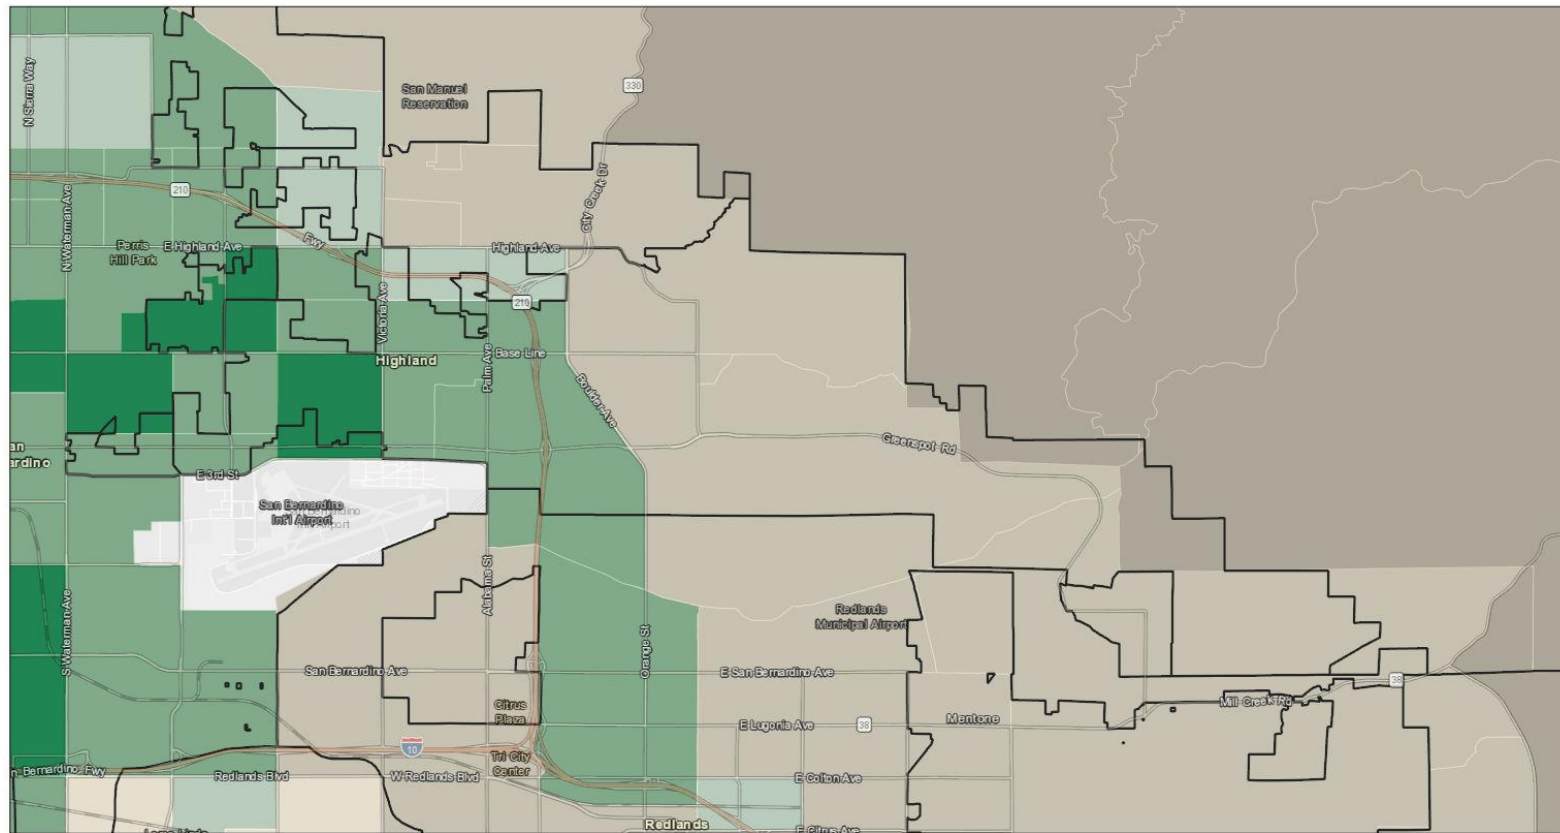 San Manuel
Reservation
330
N Sierra Way
210
City Creek Dr
N Waterman Ave
Perris
Hill Park
E Highland Ave
Fwy
Highland Ave
210
Victoria Ave
Highland
Palm Ave
Base Line
Boulder Ave
Greenspot Rd
an
ardino
E 3rd St
San Bernardino
Int'l Airport
Alabama St
Redlands
Municipal Airport
S Waterman Ave
Orange St
San Bernardino Ave
E San Bernardino Ave
38
Mill Creek Rd
Citrus
Plaza
E Lugonia Ave
38
Mentone
10
Tri City
Center
n Bernardino Fwy
Redlands Blvd
W Redlands Blvd
E Colton Ave
Redlands
E Citrus Ave